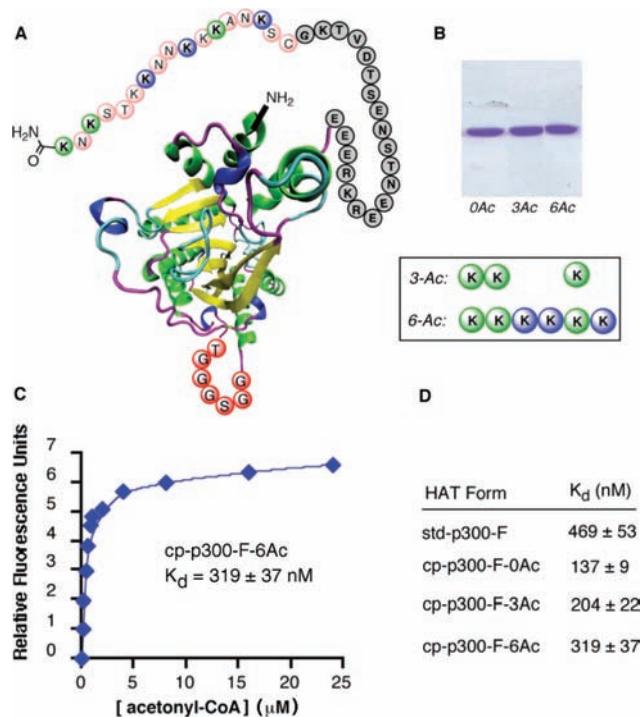 A
B
K N K S T K K N N K K K A N K S C G K T V D T S E N S T N E E R K R E E E
NH2
H2N
O
0Ac 3Ac 6Ac
3-Ac: K K K
6-Ac: K K K K K K
T G G G S G G
C
D
Relative Fluorescence Units
7
6
5
4
3
2
1
0
cp-p300-F-6Ac
Kd = 319 ± 37 nM
0 5 10 15 20 25
[ acetonyl-CoA] (μM)
HAT Form Kd (nM)
std-p300-F 469 ± 53
cp-p300-F-0Ac 137 ± 9
cp-p300-F-3Ac 204 ± 22
cp-p300-F-6Ac 319 ± 37